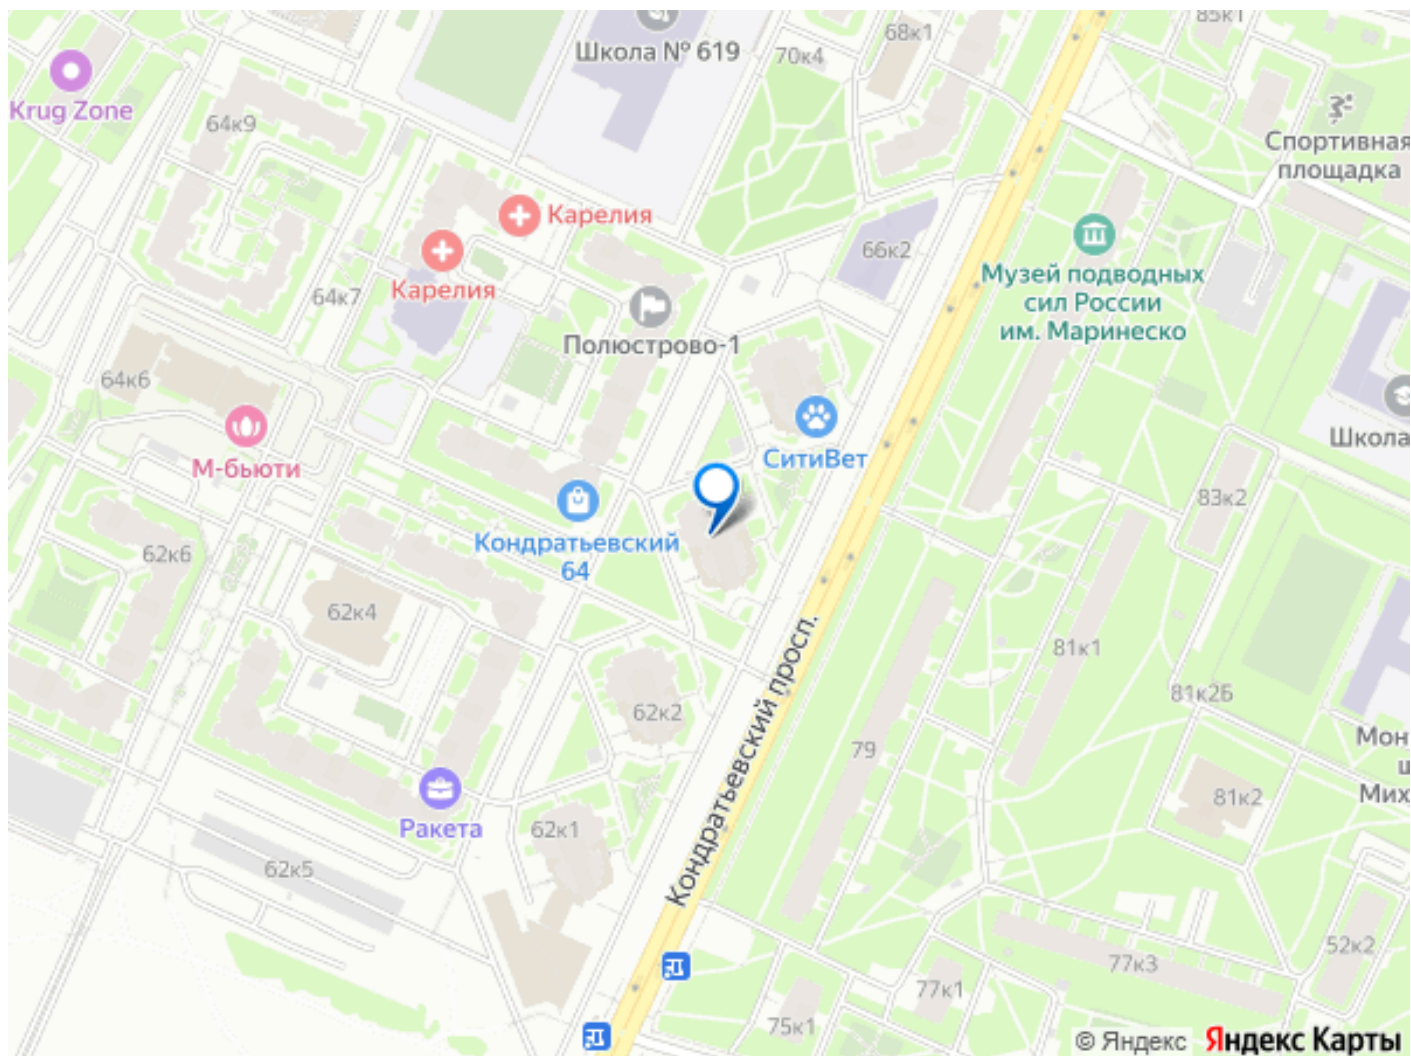 85к1
68к1
Школа № 619
70к4
Krug Zone
64к9
Спортивная
площадка
Карелия
66к2
Карелия
64к7
Музей подводных
сил России
им. Маринеско
Полюстрово-1
64к6
Школа
М-бьюти
СитиВет
83к2
Кондратьевский
64
62к6
62к4
81к1
81к2Б
62к2
Кондратьевский просп.
79
Мон
ш
Мих
81к2
Ракета
62к1
62к5
52к2
77к3
77к1
75к1
© Яндекс Яндекс Карты